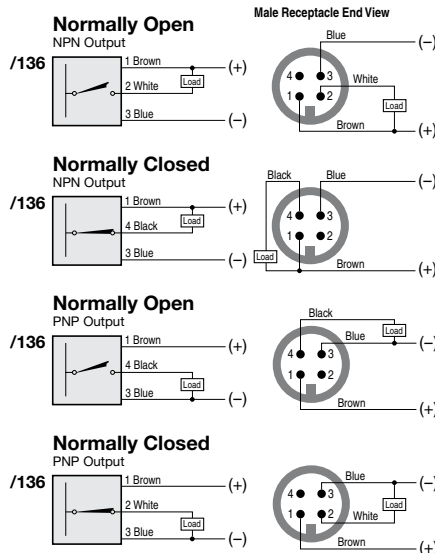 Male Receptacle End View
Normally Open
NPN Output
/136
1 Brown
(+)
Load
2 White
3 Blue
(–)
Blue
(–)
4 3
White
1 2
Load
Brown
(+)
Normally Closed
NPN Output
/136
1 Brown
(+)
Load
4 Black
3 Blue
(–)
Black
Blue
(–)
4 3
1 2
Load
Brown
(+)
Normally Open
PNP Output
/136
1 Brown
(+)
4 Black
Load
3 Blue
(–)
Black
Load
Blue
(–)
4 3
1 2
Brown
(+)
Normally Closed
PNP Output
/136
1 Brown
(+)
2 White
Load
3 Blue
(–)
Blue
(–)
4 3
Load
1 2
White
Brown
(+)